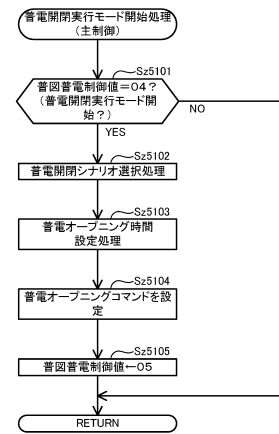 普電開閉実行モード開始処理
（主制御）
Sz5101
普図普電制御値＝04？
（普電開閉実行モード開
始？）
NO
YES
Sz5102
普電開閉シナリオ選択処理
Sz5103
普電オープニング時間
設定処理
Sz5104
普電オープニングコマンドを設
定
Sz5105
普図普電制御値←05
RETURN